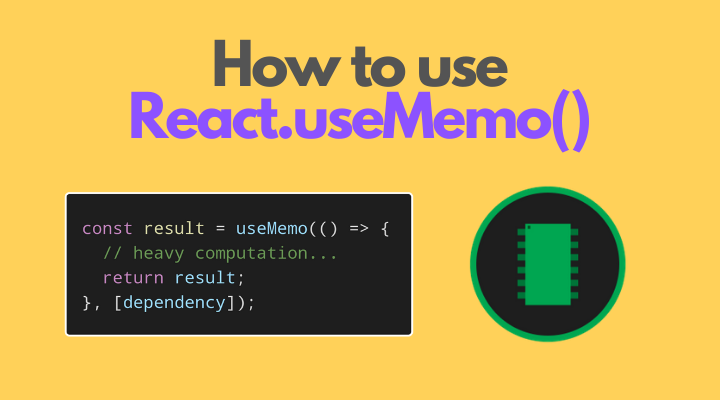 How to use
React.useMemo()
const result = useMemo(() => {
  // heavy computation...
  return result;
}, [dependency]);